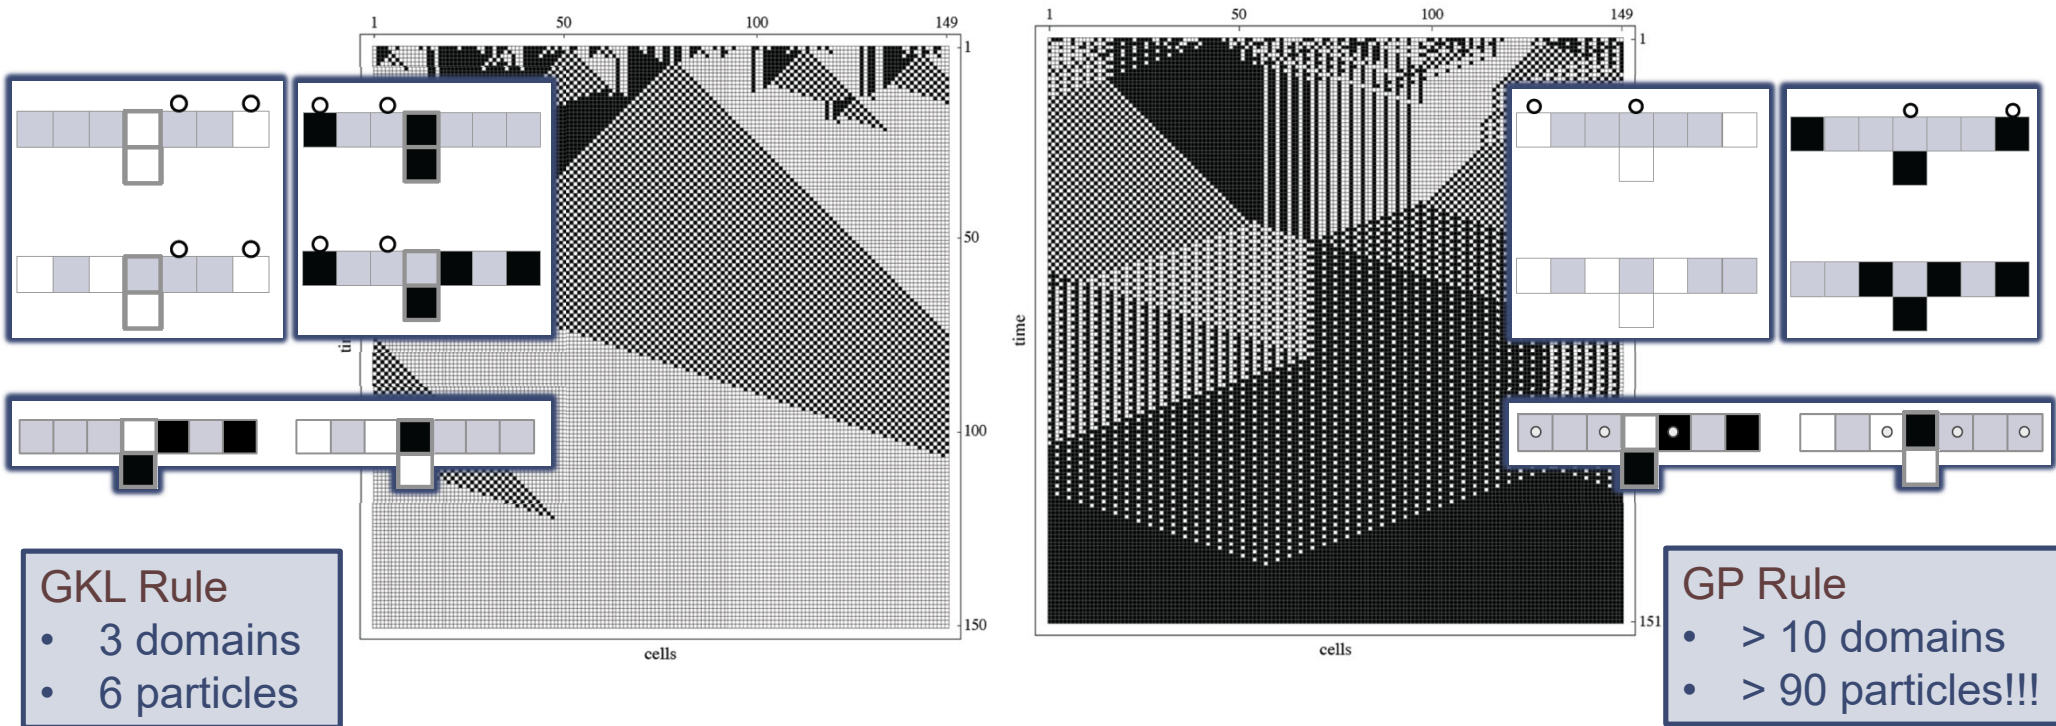 1 50 100 149
1
50
100
150
time
cells
1 50 100 149
1
151
time
cells
GKL Rule
• 3 domains
• 6 particles
GP Rule
• > 10 domains
• > 90 particles!!!